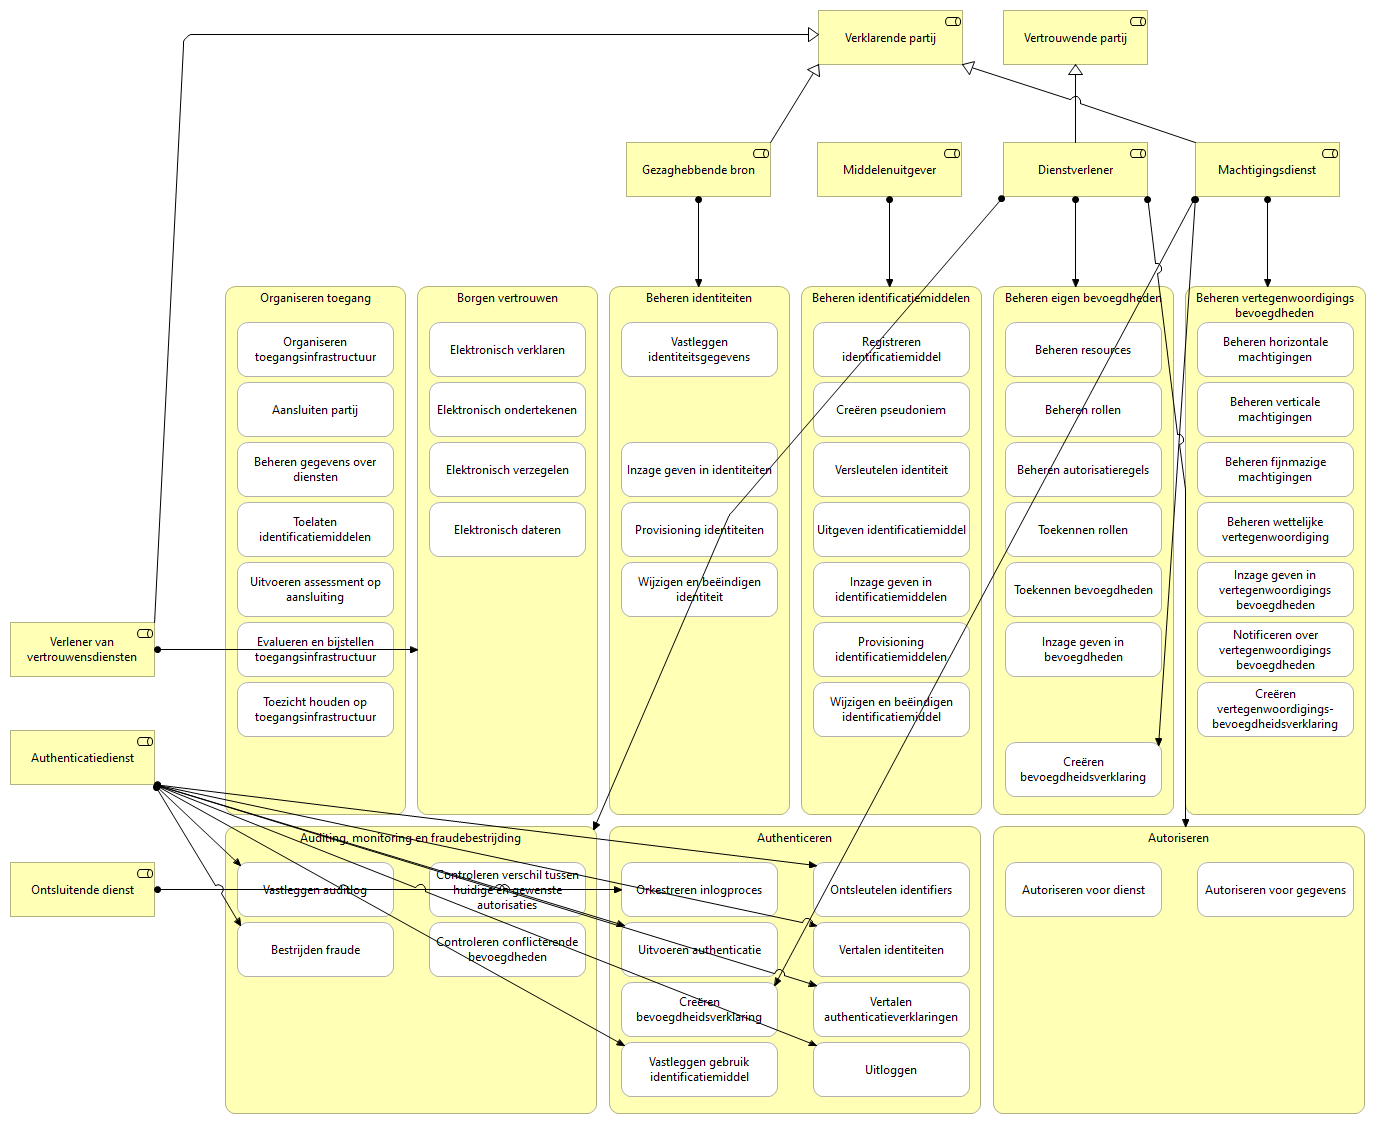 Verklarende partij
Vertrouwende partij
Gezaghebbende bron
Middelenuitgever
Dienstverlener
Machtigingsdienst
Organiseren toegang
Organiseren
toegangsinfrastructuur
Aansluiten partij
Beheren gegevens over
diensten
Toelaten
identificatiemiddelen
Uitvoeren assessment op
aansluiting
Evalueren en bijstellen
toegangsinfrastructuur
Toezicht houden op
toegangsinfrastructuur
Borgen vertrouwen
Elektronisch verklaren
Elektronisch ondertekenen
Elektronisch verzegelen
Elektronisch dateren
Beheren identiteiten
Vastleggen
identiteitsgegevens
Inzage geven in identiteiten
Provisioning identiteiten
Wijzigen en beëindigen
identiteit
Beheren identificatiemiddelen
Registreren
identificatiemiddel
Creëren pseudoniem
Versleutelen identiteit
Uitgeven identificatiemiddel
Inzage geven in
identificatiemiddelen
Provisioning
identificatiemiddelen
Wijzigen en beëindigen
identificatiemiddel
Beheren eigen bevoegdheden
Beheren resources
Beheren rollen
Beheren autorisatieregels
Toekennen rollen
Toekennen bevoegdheden
Inzage geven in
bevoegdheden
Creëren
bevoegdheidsverklaring
Beheren vertegenwoordigings
bevoegdheden
Beheren horizontale
machtigingen
Beheren verticale
machtigingen
Beheren fijnmazige
machtigingen
Beheren wettelijke
vertegenwoordiging
Inzage geven in
vertegenwoordigings
bevoegdheden
Notificeren over
vertegenwoordigings
bevoegdheden
Creëren
vertegenwoordigings-
bevoegdheidsverklaring
Verlener van
vertrouwensdiensten
Authenticatiedienst
Ontsluitende dienst
Auditing, monitoring en fraudebestrijding
Vastleggen auditlog
Controleren verschil tussen
huidige en gewenste
autorisaties
Bestrijden fraude
Controleren conflicterende
bevoegdheden
Authenticeren
Orkestreren inlogproces
Ontsleutelen identifiers
Uitvoeren authenticatie
Vertalen identiteiten
Creëren
bevoegdheidsverklaring
Vertalen
authenticatieverklaringen
Vastleggen gebruik
identificatiemiddel
Uitloggen
Autoriseren
Autoriseren voor dienst
Autoriseren voor gegevens